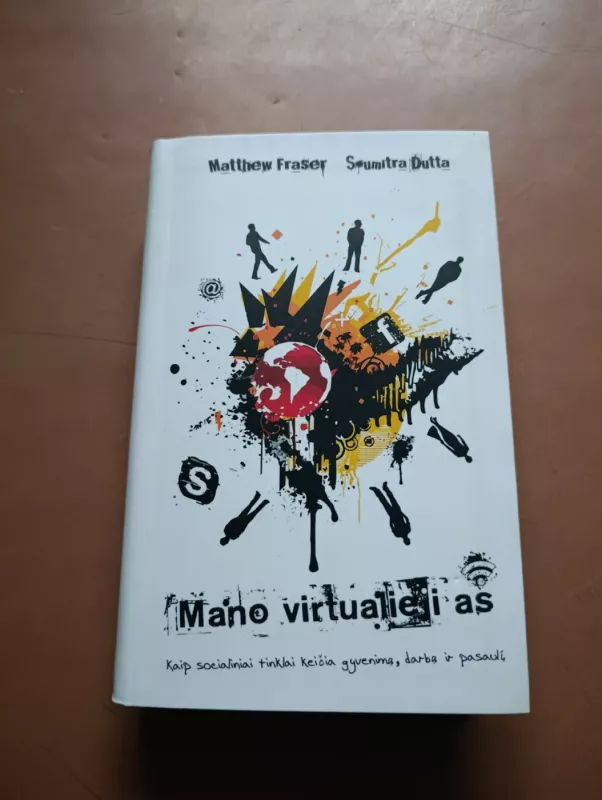 Matthew Fraser Soumitra Dutta
@
f
S
Mano virtualieji aš
Kaip socialiniai tinklai keičia gyvenimą, darbą ir pasaulį